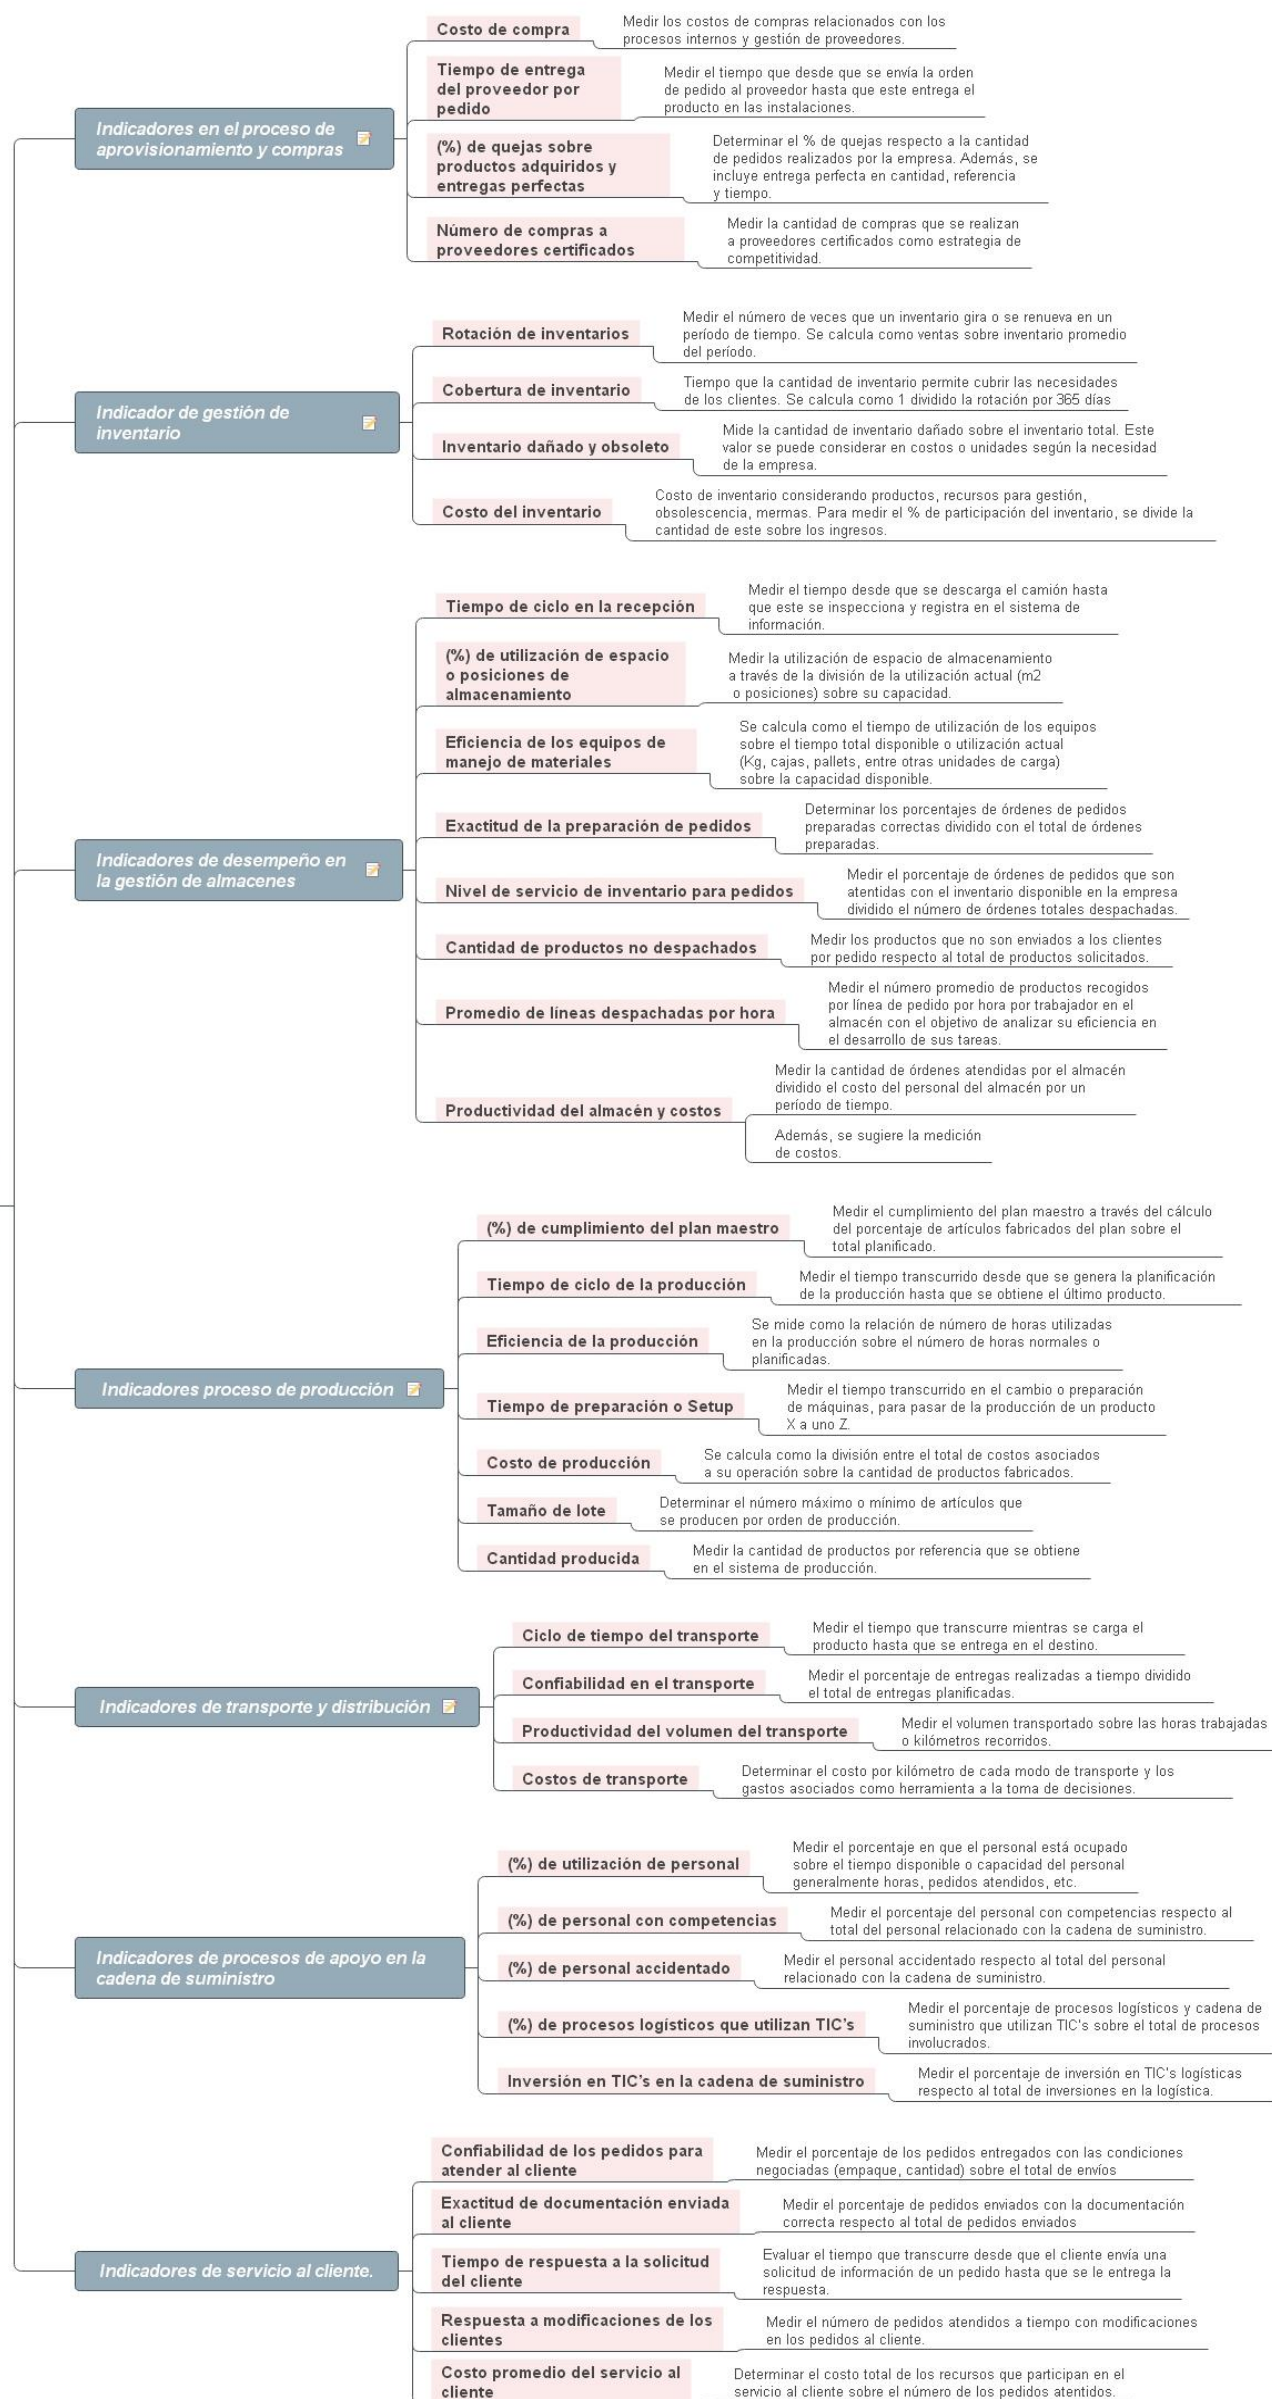 Indicadores en el proceso de
aprovisionamiento y compras
Costo de compra
Medir los costos de compras relacionados con los
procesos internos y gestión de proveedores.
Tiempo de entrega
del proveedor por
pedido
Medir el tiempo que desde que se envía la orden
de pedido al proveedor hasta que este entrega el
producto en las instalaciones.
(%) de quejas sobre
productos adquiridos y
entregas perfectas
Determinar el % de quejas respecto a la cantidad
de pedidos realizados por la empresa. Además, se
incluye entrega perfecta en cantidad, referencia
y tiempo.
Número de compras a
proveedores certificados
Medir la cantidad de compras que se realizan
a proveedores certificados como estrategia de
competitividad.
Indicador de gestión de
inventario
Rotación de inventarios
Medir el número de veces que un inventario gira o se renueva en un
período de tiempo. Se calcula como ventas sobre inventario promedio
del período.
Cobertura de inventario
Tiempo que la cantidad de inventario permite cubrir las necesidades
de los clientes. Se calcula como 1 dividido la rotación por 365 días
Inventario dañado y obsoleto
Mide la cantidad de inventario dañado sobre el inventario total. Este
valor se puede considerar en costos o unidades según la necesidad
de la empresa.
Costo del inventario
Costo de inventario considerando productos, recursos para gestión,
obsolescencia, mermas. Para medir el % de participación del inventario, se divide la
cantidad de este sobre los ingresos.
Indicadores de desempeño en
la gestión de almacenes
Tiempo de ciclo en la recepción
Medir el tiempo desde que se descarga el camión hasta
que este se inspecciona y registra en el sistema de
información.
(%) de utilización de espacio
o posiciones de
almacenamiento
Medir la utilización de espacio de almacenamiento
a través de la división de la utilización actual (m2
o posiciones) sobre su capacidad.
Eficiencia de los equipos de
manejo de materiales
Se calcula como el tiempo de utilización de los equipos
sobre el tiempo total disponible o utilización actual
(Kg, cajas, pallets, entre otras unidades de carga)
sobre la capacidad disponible.
Exactitud de la preparación de pedidos
Determinar los porcentajes de órdenes de pedidos
preparadas correctas dividido con el total de órdenes
preparadas.
Nivel de servicio de inventario para pedidos
Medir el porcentaje de órdenes de pedidos que son
atentidas con el inventario disponible en la empresa
dividido el número de órdenes totales despachadas.
Cantidad de productos no despachados
Medir los productos que no son enviados a los clientes
por pedido respecto al total de productos solicitados.
Promedio de líneas despachadas por hora
Medir el número promedio de productos recogidos
por línea de pedido por hora por trabajador en el
almacén con el objetivo de analizar su eficiencia en
el desarrollo de sus tareas.
Productividad del almacén y costos
Medir la cantidad de órdenes atendidas por el almacén
dividido el costo del personal del almacén por un
período de tiempo.
Además, se sugiere la medición
de costos.
Indicadores proceso de producción
(%) de cumplimiento del plan maestro
Medir el cumplimiento del plan maestro a través del cálculo
del porcentaje de artículos fabricados del plan sobre el
total planificado.
Tiempo de ciclo de la producción
Medir el tiempo transcurrido desde que se genera la planificación
de la producción hasta que se obtiene el último producto.
Eficiencia de la producción
Se mide como la relación de número de horas utilizadas
en la producción sobre el número de horas normales o
planificadas.
Tiempo de preparación o Setup
Medir el tiempo transcurrido en el cambio o preparación
de máquinas, para pasar de la producción de un producto
X a uno Z.
Costo de producción
Se calcula como la división entre el total de costos asociados
a su operación sobre la cantidad de productos fabricados.
Tamaño de lote
Determinar el número máximo o mínimo de artículos que
se producen por orden de producción.
Cantidad producida
Medir la cantidad de productos por referencia que se obtiene
en el sistema de producción.
Indicadores de transporte y distribución
Ciclo de tiempo del transporte
Medir el tiempo que transcurre mientras se carga el
producto hasta que se entrega en el destino.
Confiabilidad en el transporte
Medir el porcentaje de entregas realizadas a tiempo dividido
el total de entregas planificadas.
Productividad del volumen del transporte
Medir el volumen transportado sobre las horas trabajadas
o kilómetros recorridos.
Costos de transporte
Determinar el costo por kilómetro de cada modo de transporte y los
gastos asociados como herramienta a la toma de decisiones.
Indicadores de procesos de apoyo en la
cadena de suministro
(%) de utilización de personal
Medir el porcentaje en que el personal está ocupado
sobre el tiempo disponible o capacidad del personal
generalmente horas, pedidos atendidos, etc.
(%) de personal con competencias
Medir el porcentaje del personal con competencias respecto al
total del personal relacionado con la cadena de suministro.
(%) de personal accidentado
Medir el personal accidentado respecto al total del personal
relacionado con la cadena de suministro.
(%) de procesos logísticos que utilizan TIC's
Medir el porcentaje de procesos logísticos y cadena de
suministro que utilizan TIC's sobre el total de procesos
involucrados.
Inversión en TIC's en la cadena de suministro
Medir el porcentaje de inversión en TIC's logísticas
respecto al total de inversiones en la logística.
Indicadores de servicio al cliente.
Confiabilidad de los pedidos para
atender al cliente
Medir el porcentaje de los pedidos entregados con las condiciones
negociadas (empaque, cantidad) sobre el total de envíos
Exactitud de documentación enviada
al cliente
Medir el porcentaje de pedidos enviados con la documentación
correcta respecto al total de pedidos enviados
Tiempo de respuesta a la solicitud
del cliente
Evaluar el tiempo que transcurre desde que el cliente envía una
solicitud de información de un pedido hasta que se le entrega la
respuesta.
Respuesta a modificaciones de los
clientes
Medir el número de pedidos atendidos a tiempo con modificaciones
en los pedidos al cliente.
Costo promedio del servicio al
cliente
Determinar el costo total de los recursos que participan en el
servicio al cliente sobre el número de los pedidos atentidos.